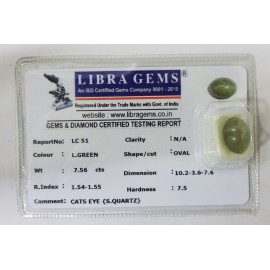 LIBRA GEMS®
An ISO Certified Gems Company 9001 - 2015
Registered Under the Trade Marks with Govt. of India
website : www.libragems.co.in
GEMS & DIAMOND CERTIFIED TESTING REPORT
ReportNo: LC 51 Clarity : N/A
Colour : L.GREEN Shape/cut : OVAL
Wt : 7.56 cts Dimension : 10.2-3.6-7.6
R.Index : 1.54-1.55 Hardness : 7.5
Comment : CATS EYE {S.QUARTZ}